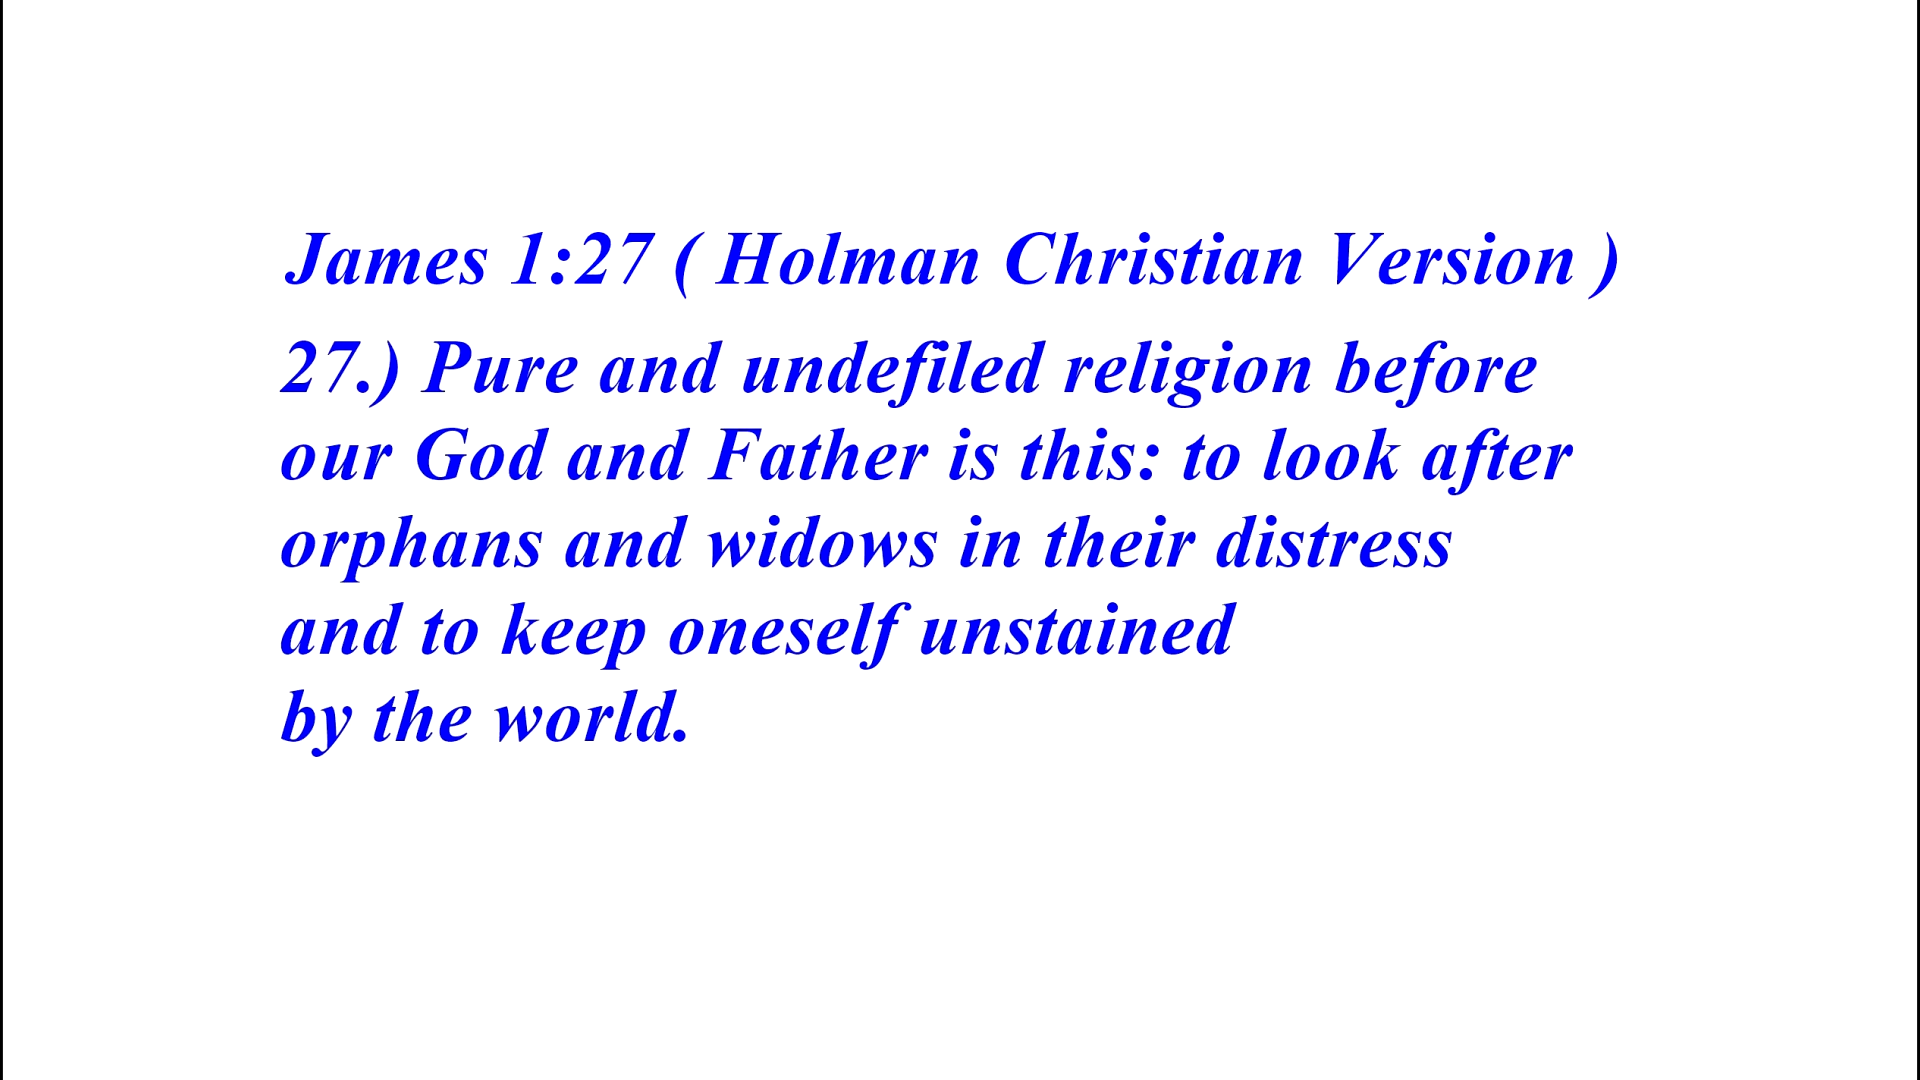 James 1:27 ( Holman Christian Version )
27.) Pure and undefiled religion before
our God and Father is this: to look after
orphans and widows in their distress
and to keep oneself unstained
by the world.